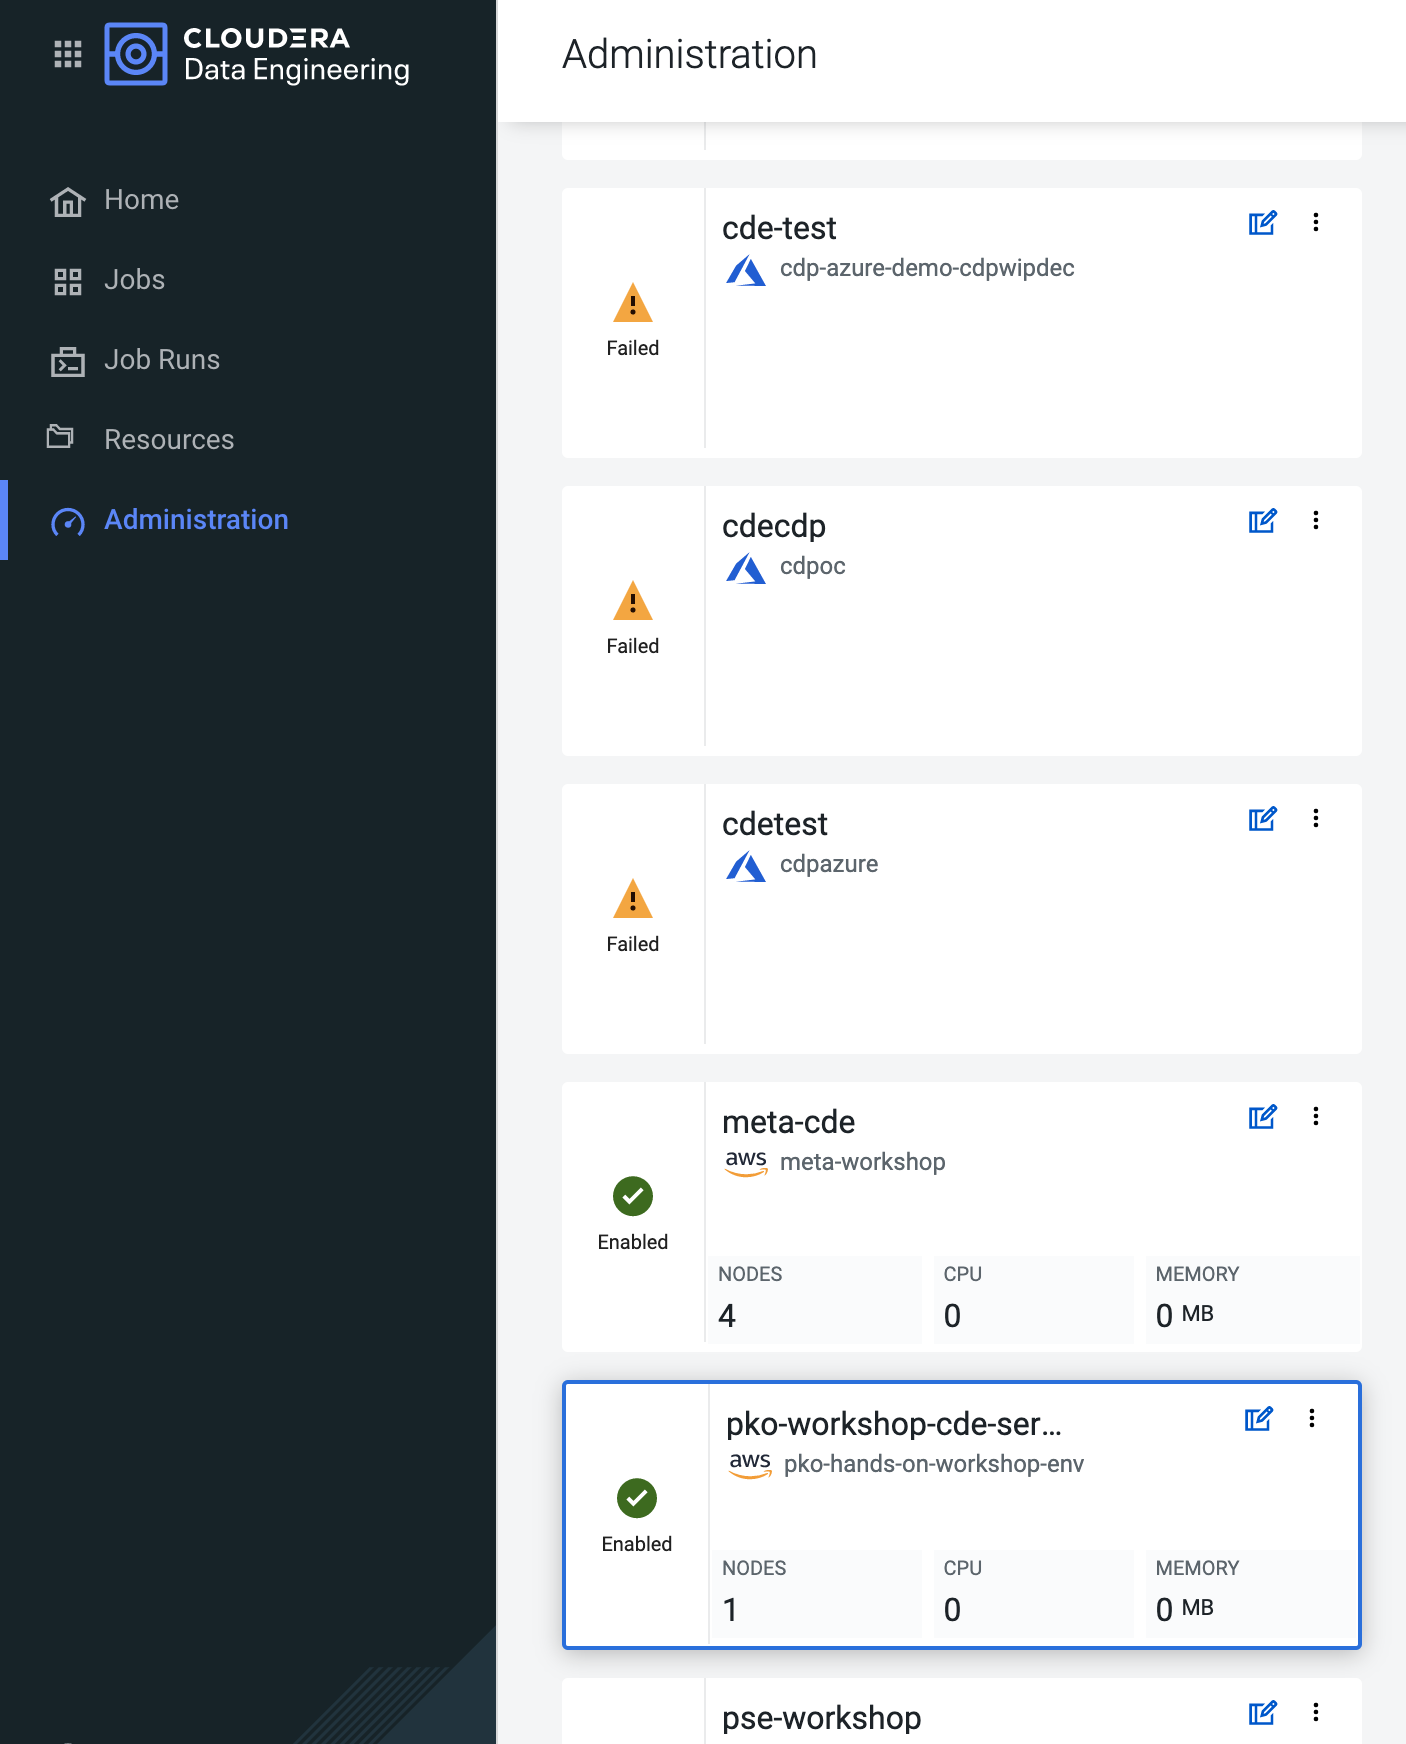 CLOUDERA
Data Engineering
Home
Jobs
Job Runs
Resources
Administration
Administration
cde-test
cdp-azure-demo-cdpwipdec
Failed
cdecdp
cdpoc
Failed
cdetest
cdpazure
Failed
meta-cde
aws meta-workshop
Enabled
NODES CPU MEMORY
4 0 0 MB
pko-workshop-cde-ser...
aws pko-hands-on-workshop-env
Enabled
NODES CPU MEMORY
1 0 0 MB
pse-workshop